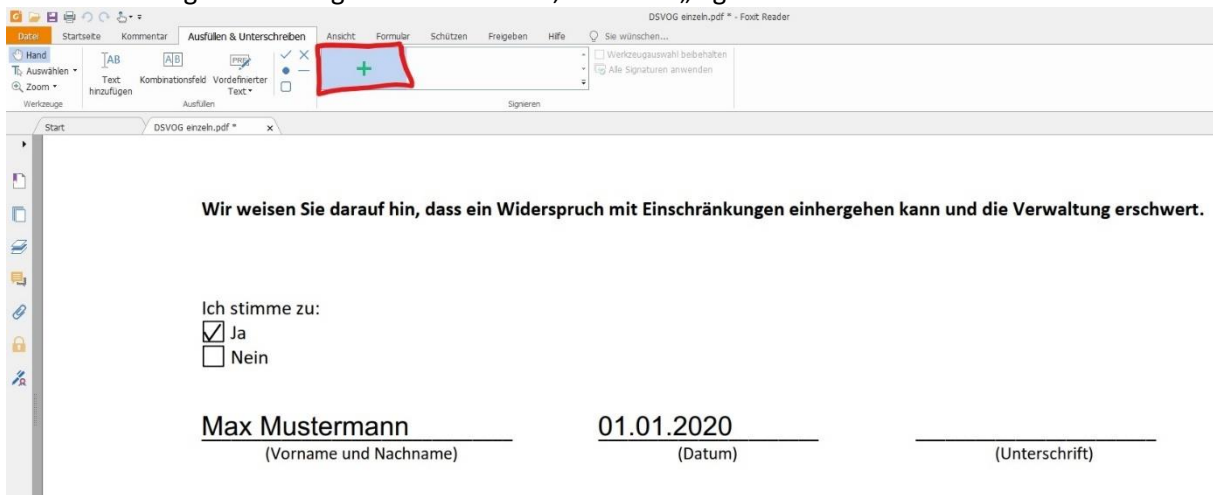 DSVOG einzeln.pdf * - Foxit Reader
Datei Startseite Kommentar Ausfüllen & Unterschreiben Ansicht Formular Schützen Freigeben Hilfe Sie wünschen...
Hand
Auswählen
Zoom
Werkzeuge
AB
Text hinzufügen
AB
Kombinationsfeld
PRE
Vordefinierter Text
Ausfüllen
Werkzeugauswahl beibehalten
Alle Signaturen anwenden
Signieren
Start DSVOG einzeln.pdf * x
Wir weisen Sie darauf hin, dass ein Widerspruch mit Einschränkungen einhergehen kann und die Verwaltung erschwert.
Ich stimme zu:
Ja
Nein
Max Mustermann 01.01.2020
(Vorname und Nachname) (Datum) (Unterschrift)